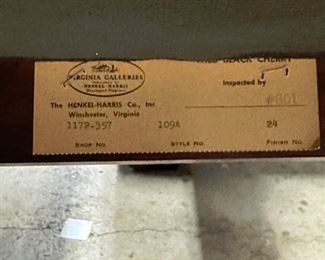 BLACK CHERRY
VIRGINIA GALLERIES
HENKEL HARRIS
Inspected by
#801
The HENKEL-HARRIS Co., Inc.
Winchester, Virginia
1172-357 109A 24
SHOP NO. STYLE NO. FINISH NO.